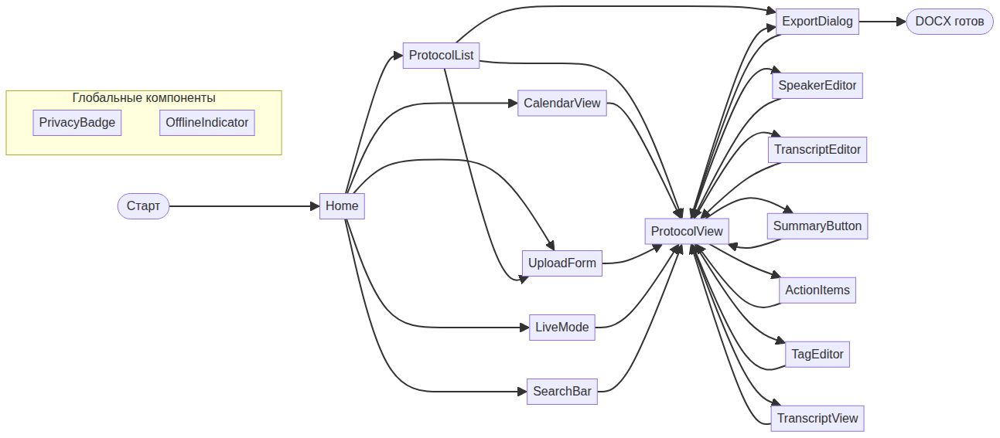 Глобальные компоненты
PrivacyBadge
OfflineIndicator
Старт
Home
ProtocolList
CalendarView
UploadForm
LiveMode
SearchBar
ProtocolView
ExportDialog
SpeakerEditor
TranscriptEditor
SummaryButton
ActionItems
TagEditor
TranscriptView
DOCX готов